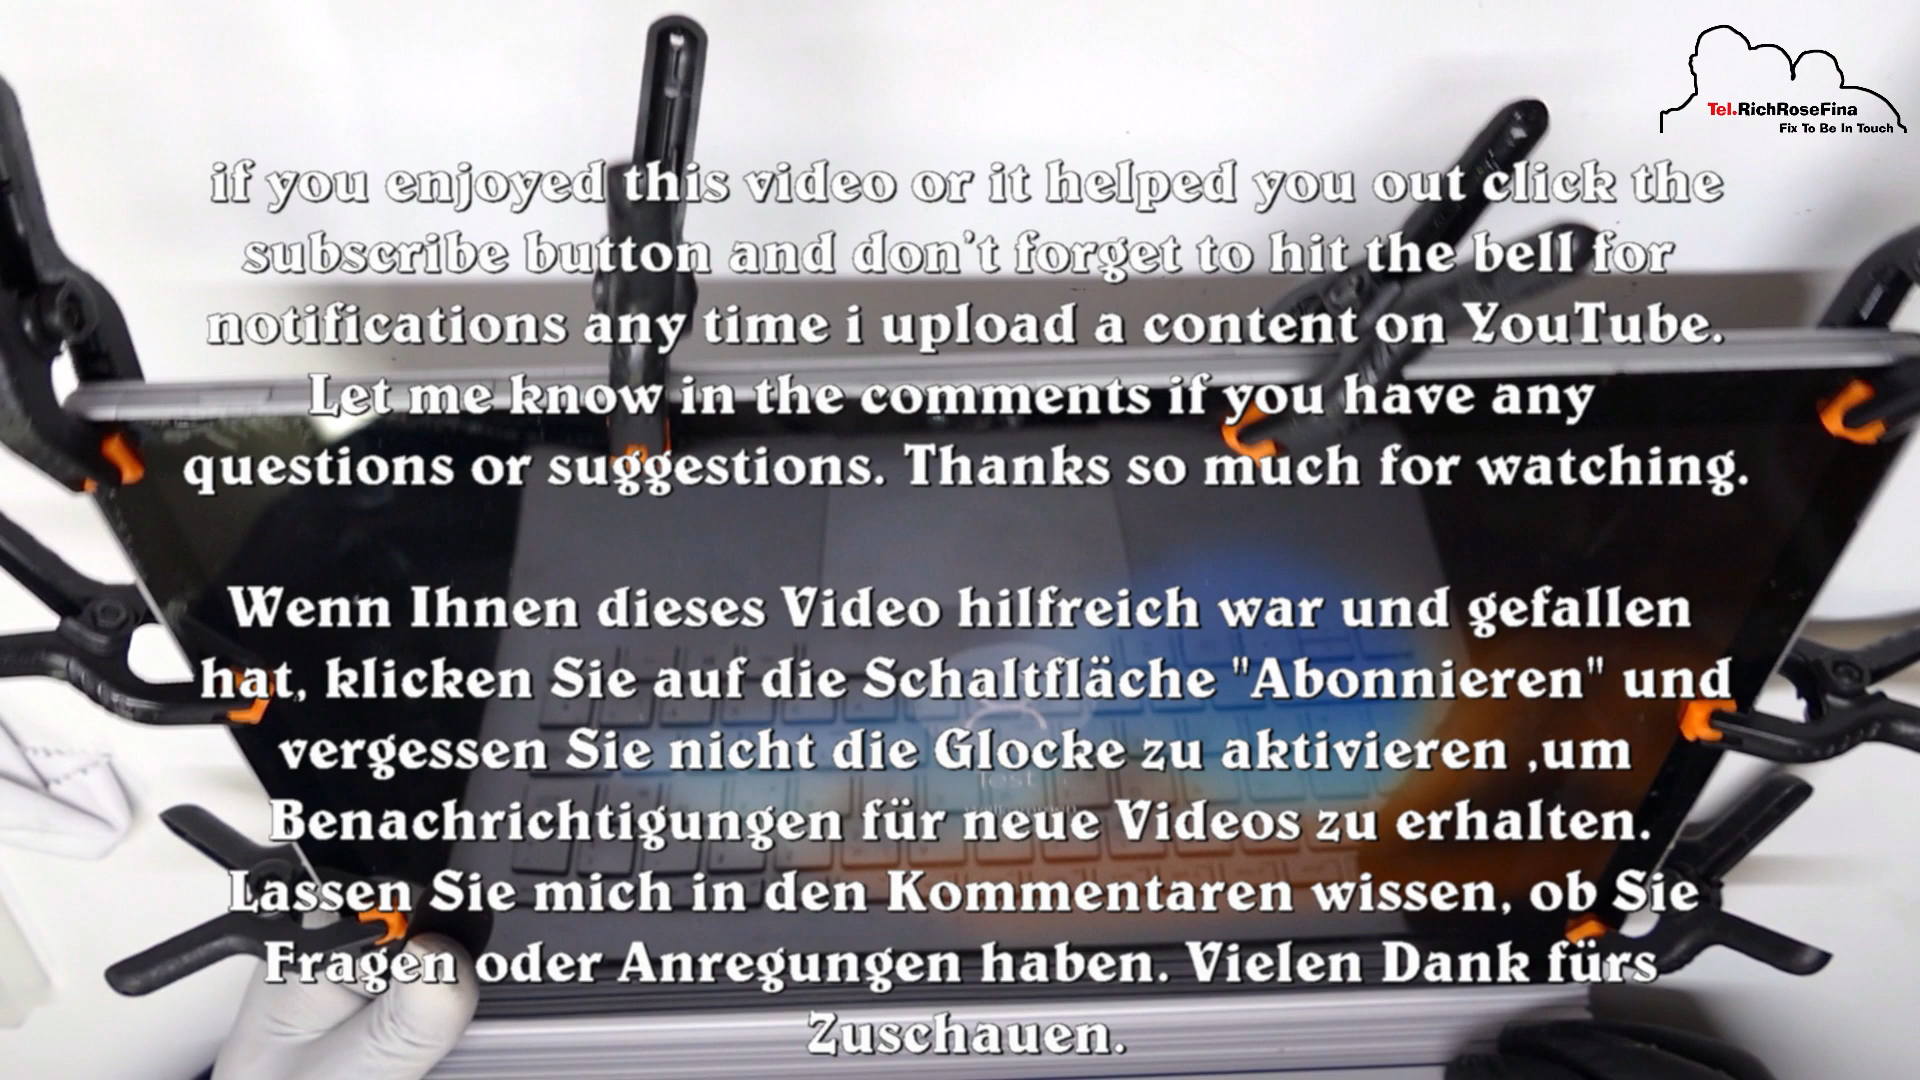 Tel.RichRoseFina
Fix To Be In Touch
if you enjoyed this video or it helped you out click the
subscribe button and don't forget to hit the bell for
notifications any time i upload a content on YouTube.
Let me know in the comments if you have any
questions or suggestions. Thanks so much for watching.
Wenn Ihnen dieses Video hilfreich war und gefallen
hat, klicken Sie auf die Schaltfläche "Abonnieren" und
vergessen Sie nicht die Glocke zu aktivieren ,um
Test
Benachrichtigungen für neue Videos zu erhalten.
Lassen Sie mich in den Kommentaren wissen, ob Sie
Fragen oder Anregungen haben. Vielen Dank fürs
Zuschauen.